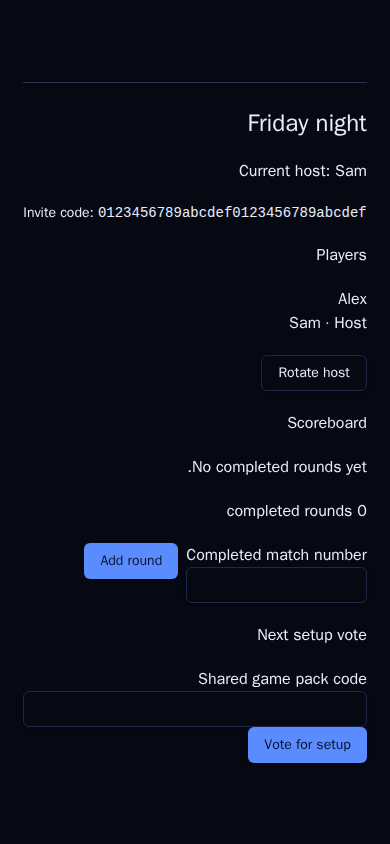 Friday night
Current host: Sam
Invite code: 0123456789abcdef0123456789abcdef
Players
Alex
Sam · Host
Rotate host
Scoreboard
.No completed rounds yet
completed rounds 0
Completed match number
Add round
Next setup vote
Shared game pack code
Vote for setup